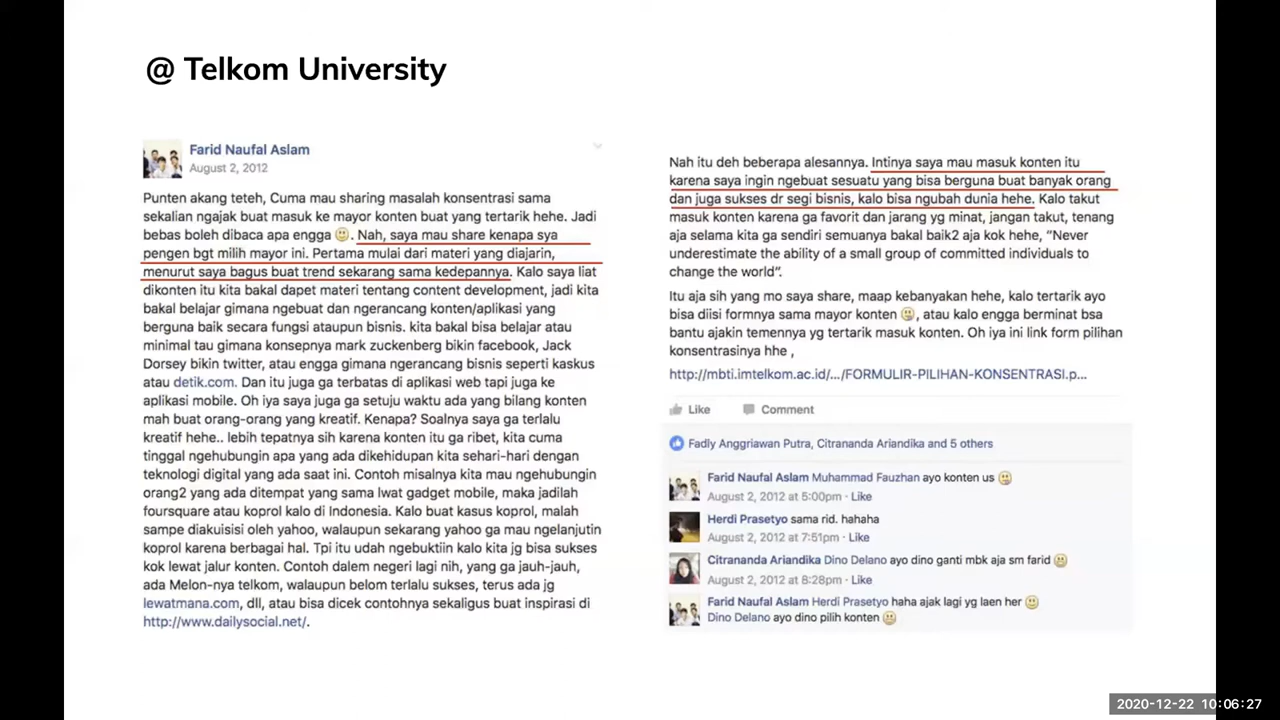 @ Telkom University
Farid Naufal Aslam
August 2, 2012
Punten akang teteh, Cuma mau sharing masalah konsentrasi sama
sekalian ngajak buat masuk ke mayor konten buat yang tertarik hehe. Jadi
bebas boleh dibaca apa engga 🙂. Nah, saya mau share kenapa sya
pengen bgt milih mayor ini. Pertama mulai dari materi yang diajarin,
menurut saya bagus buat trend sekarang sama kedepannya. Kalo saya liat
dikonten itu kita bakal dapet materi tentang content development, jadi kita
bakal belajar gimana ngebuat dan ngerancang konten/aplikasi yang
berguna baik secara fungsi ataupun bisnis. kita bakal bisa belajar atau
minimal tau gimana konsepnya mark zuckenberg bikin facebook, Jack
Dorsey bikin twitter, atau engga gimana ngerancang bisnis seperti kaskus
atau detik.com. Dan itu juga ga terbatas di aplikasi web tapi juga ke
aplikasi mobile. Oh iya saya juga ga setuju waktu ada yang bilang konten
mah buat orang-orang yang kreatif. Kenapa? Soalnya saya ga terlalu
kreatif hehe.. lebih tepatnya sih karena konten itu ga ribet, kita cuma
tinggal ngehubungin apa yang ada dikehidupan kita sehari-hari dengan
teknologi digital yang ada saat ini. Contoh misalnya kita mau ngehubungin
orang2 yang ada ditempat yang sama lwat gadget mobile, maka jadilah
foursquare atau koprol kalo di Indonesia. Kalo buat kasus koprol, malah
sampe diakuisisi oleh yahoo, walaupun sekarang yahoo ga mau ngelanjutin
koprol karena berbagai hal. Tpi itu udah ngebuktiin kalo kita jg bisa sukses
kok lewat jalur konten. Contoh dalem negeri lagi nih, yang ga jauh-jauh,
ada Melon-nya telkom, walaupun belom terlalu sukses, terus ada jg
lewatmana.com, dll, atau bisa dicek contohnya sekaligus buat inspirasi di
http://www.dailysocial.net/.
Nah itu deh beberapa alesannya. Intinya saya mau masuk konten itu
karena saya ingin ngebuat sesuatu yang bisa berguna buat banyak orang
dan juga sukses dr segi bisnis, kalo bisa ngubah dunia hehe. Kalo takut
masuk konten karena ga favorit dan jarang yg minat, jangan takut, tenang
aja selama kita ga sendiri semuanya bakal baik2 aja kok hehe, “Never
underestimate the ability of a small group of committed individuals to
change the world”.
Itu aja sih yang mo saya share, maap kebanyakan hehe, kalo tertarik ayo
bisa diisi formnya sama mayor konten 😜, atau kalo engga berminat bsa
bantu ajakin temennya yg tertarik masuk konten. Oh iya ini link form pilihan
konsentrasinya hhe ,
http://mbti.imtelkom.ac.id/.../FORMULIR-PILIHAN-KONSENTRASI.p...
Like Comment
Fadly Anggriawan Putra, Citrananda Ariandika and 5 others
Farid Naufal Aslam Muhammad Fauzhan ayo konten us 😜
August 2, 2012 at 5:00pm · Like
Herdi Prasetyo sama rid. hahaha
August 2, 2012 at 7:51pm · Like
Citrananda Ariandika Dino Delano ayo dino ganti mbk aja sm farid 😀
August 2, 2012 at 8:28pm · Like
Farid Naufal Aslam Herdi Prasetyo haha ajak lagi yg laen her 🙂
Dino Delano ayo dino pilih konten 😀
2020-12-22 10:06:27